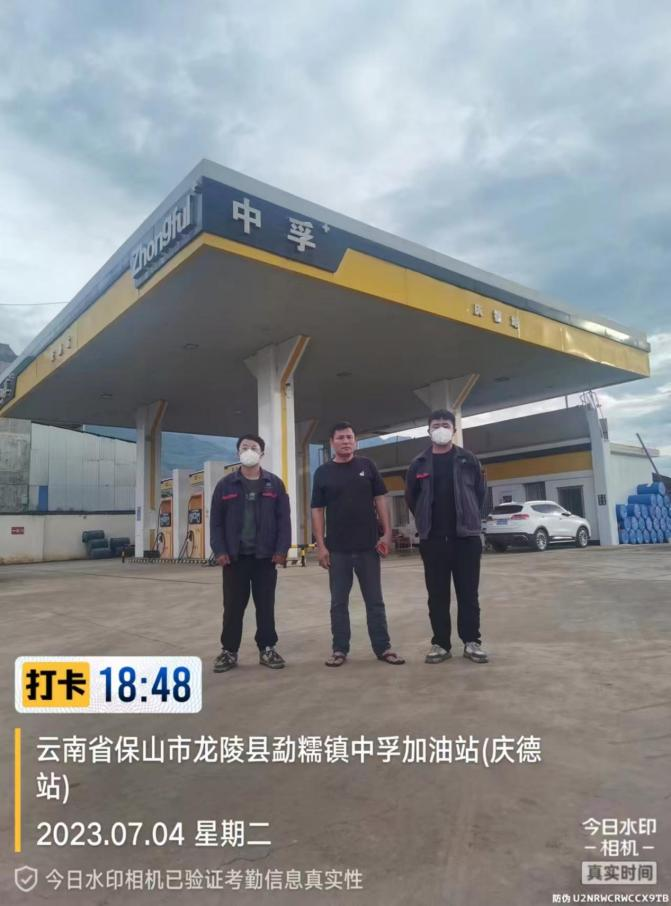 Zhongful
中孚
打卡 18:48
云南省保山市龙陵县勐糯镇中孚加油站(庆德
站)
2023.07.04 星期二
今日水印相机已验证考勤信息真实性
今日水印
-相机-
真实时间
防伪 U2NRWCRWCCX9TR